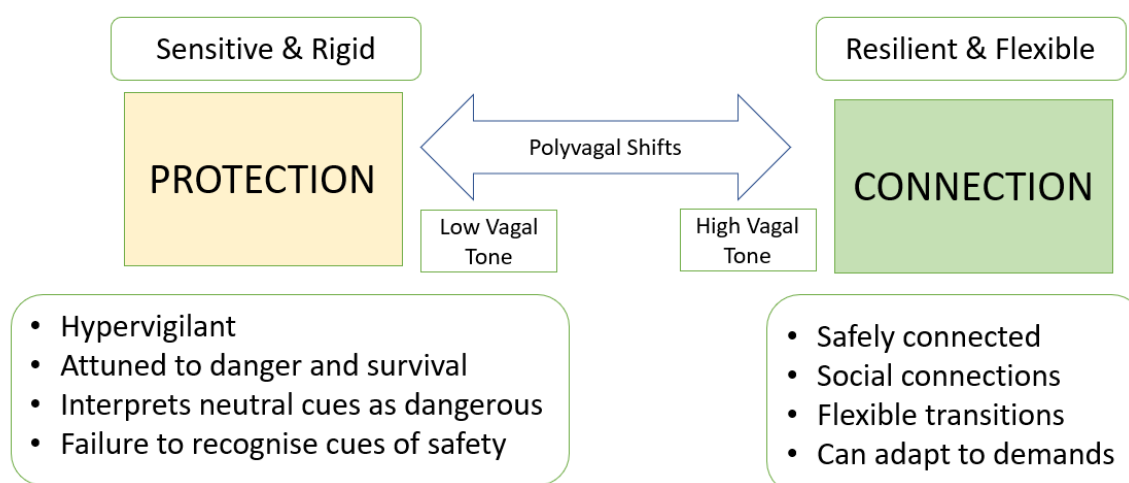 Sensitive & Rigid
Resilient & Flexible
PROTECTION
Polyvagal Shifts
CONNECTION
Low Vagal
Tone
High Vagal
Tone
• Hypervigilant
• Attuned to danger and survival
• Interprets neutral cues as dangerous
• Failure to recognise cues of safety
• Safely connected
• Social connections
• Flexible transitions
• Can adapt to demands